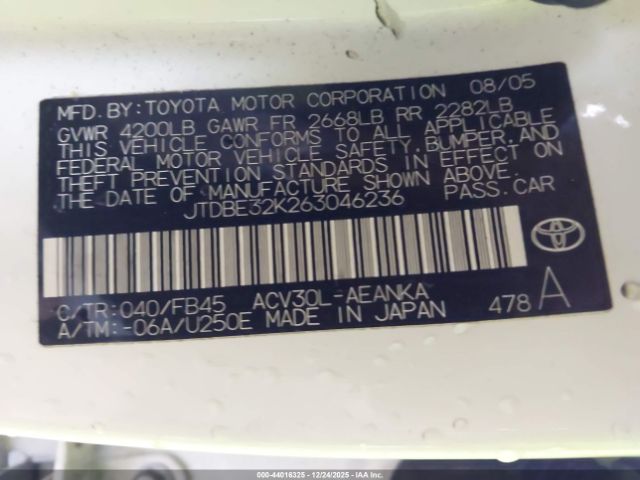 MFD. BY: TOYOTA MOTOR CORPORATION 08/05
GVWR 4200LB GAWR FR 2668LB RR 2282LB
THIS VEHICLE CONFORMS TO ALL APPLICABLE
FEDERAL MOTOR VEHICLE SAFETY, BUMPER, AND
THEFT PREVENTION STANDARDS IN EFFECT ON
THE DATE OF MANUFACTURE SHOWN ABOVE.
JTDBE32K263046236 PASS. CAR
C/TR: 040/FB45 ACV30L-AEANKA
A/TM: -06A/U250E MADE IN JAPAN 478 A
000-44016325 - 12/24/2025 - IAA Inc.